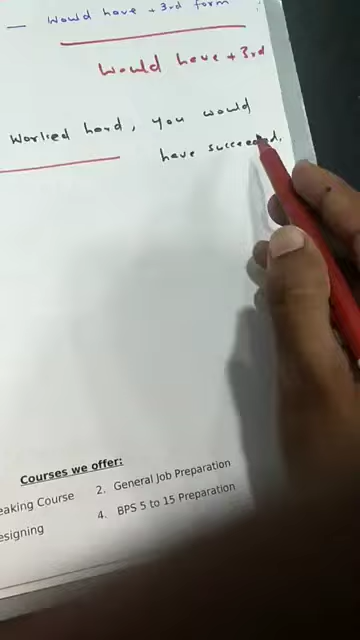 — Would have + 3rd form
Would have + 3rd
Worked hard, you would
have succeeded.
Courses we offer:
eaking Course 2. General Job Preparation
esigning 4. BPS 5 to 15 Preparation